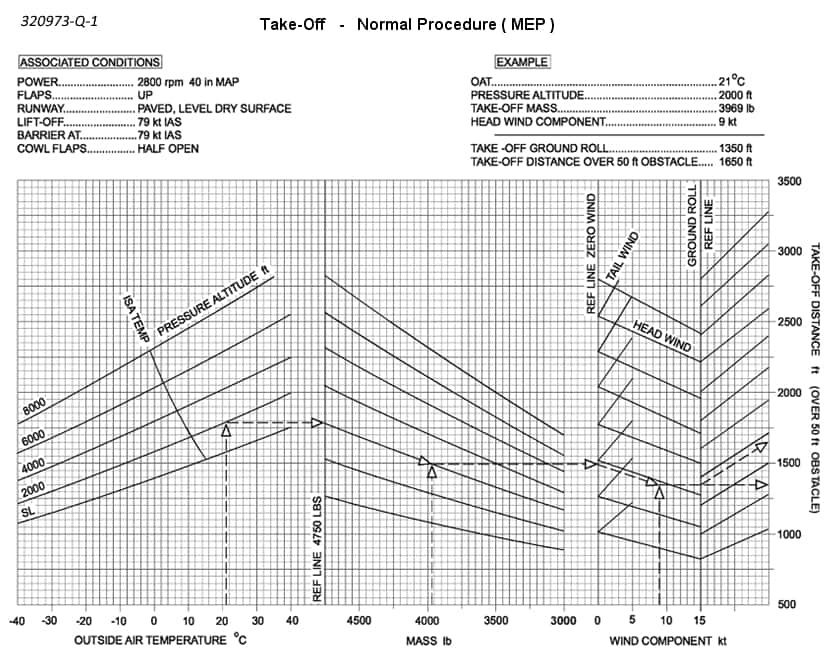 320973-Q-1
Take-Off - Normal Procedure ( MEP )
ASSOCIATED CONDITIONS
POWER........................ 2800 rpm 40 in MAP
FLAPS........................ UP
RUNWAY........................ PAVED, LEVEL DRY SURFACE
LIFT-OFF........................ 79 kt IAS
BARRIER AT........................ 79 kt IAS
COWL FLAPS............... HALF OPEN
EXAMPLE
OAT........................ 21°C
PRESSURE ALTITUDE........................ 2000 ft
TAKE-OFF MASS........................ 3969 lb
HEAD WIND COMPONENT........................ 9 kt
TAKE -OFF GROUND ROLL........................ 1350 ft
TAKE-OFF DISTANCE OVER 50 ft OBSTACLE..... 1650 ft
ISA TEMP
PRESSURE ALTITUDE ft
8000
6000
4000
2000
SL
REF LINE 4750 LBS
REF LINE ZERO WIND
TAIL WIND
HEAD WIND
GROUND ROLL
REF LINE
3500
3000
2500
2000
1500
1000
500
TAKE-OFF DISTANCE ft (OVER 50 ft OBSTACLE)
-40 -30 -20 -10 0 10 20 30 40 4500 4000 3500 3000 0 5 10 15
OUTSIDE AIR TEMPERATURE °C MASS lb WIND COMPONENT kt